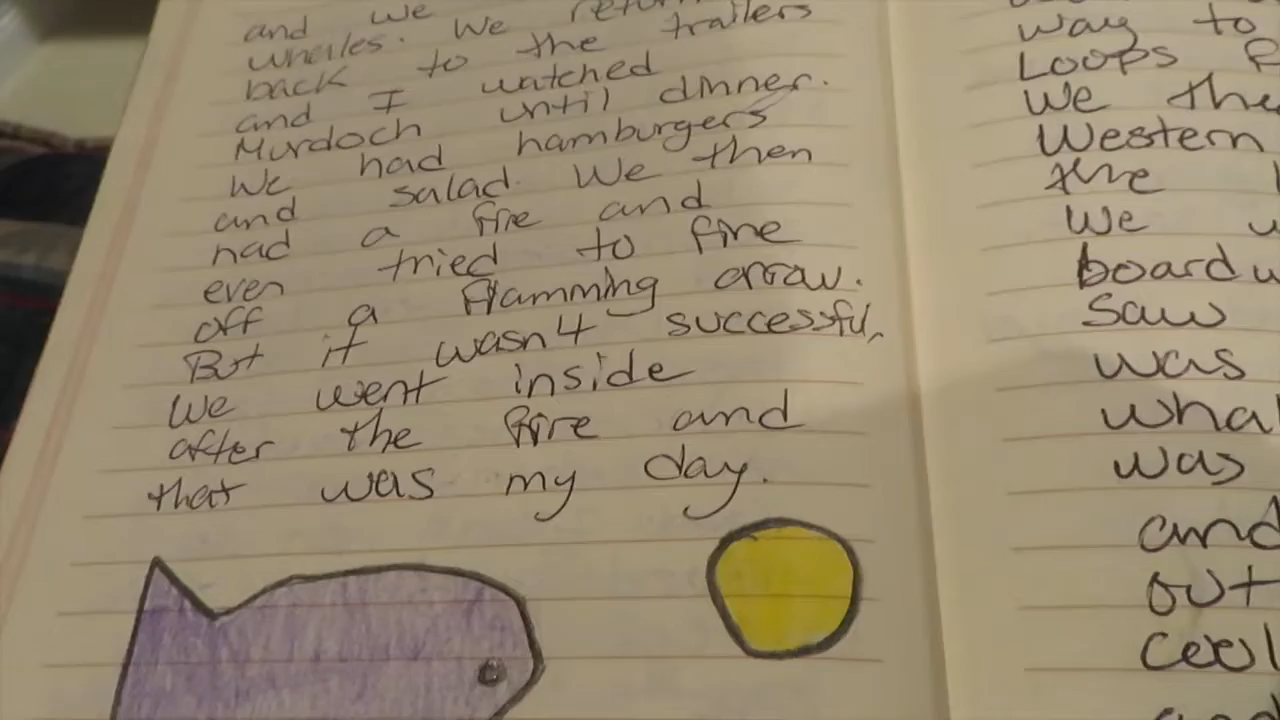 and we
whales. We
back to the trailers
and I watched
Murdoch until dinner.
We had hamburgers
and salad. We then
had a fire and
even tried to fire
off a flamming arrow.
But it wasn't successful,
We went inside
after the fire and
that was my day.
way to
Loops
We
Western
the
We
saw
was
was
and
out
cool